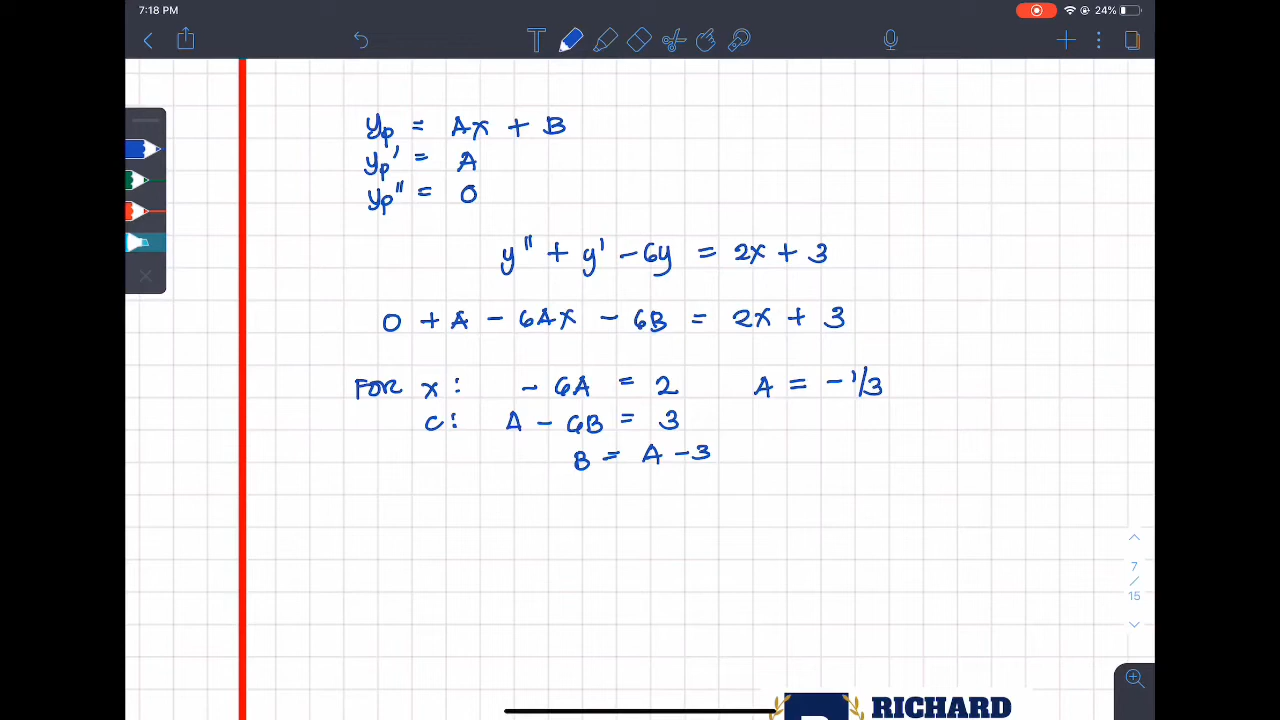 7:18 PM
24%
T
yp = Ax + B
yp' = A
yp" = 0
y" + y' - 6y = 2x + 3
0 + A - 6Ax - 6B = 2x + 3
FOR x: - 6A = 2 A = - 1/3
C: A - 6B = 3
B = A - 3
7
/
15
RICHARD